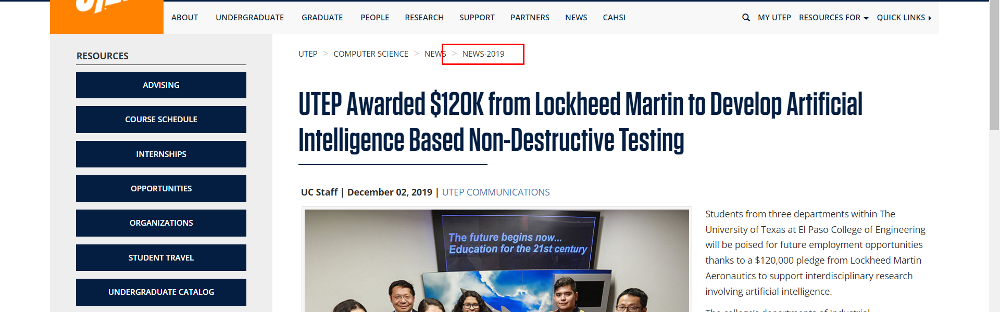 ABOUT UNDERGRADUATE GRADUATE PEOPLE RESEARCH SUPPORT PARTNERS NEWS CAHSI MY UTEP RESOURCES FOR QUICK LINKS
RESOURCES
ADVISING
COURSE SCHEDULE
INTERNSHIPS
OPPORTUNITIES
ORGANIZATIONS
STUDENT TRAVEL
UNDERGRADUATE CATALOG
UTEP > COMPUTER SCIENCE > NEWS > NEWS-2019
UTEP Awarded $120K from Lockheed Martin to Develop Artificial
Intelligence Based Non-Destructive Testing
UC Staff | December 02, 2019 | UTEP COMMUNICATIONS
The future begins now...
Education for the 21st century
Students from three departments within The
University of Texas at El Paso College of Engineering
will be poised for future employment opportunities
thanks to a $120,000 pledge from Lockheed Martin
Aeronautics to support interdisciplinary research
involving artificial intelligence.